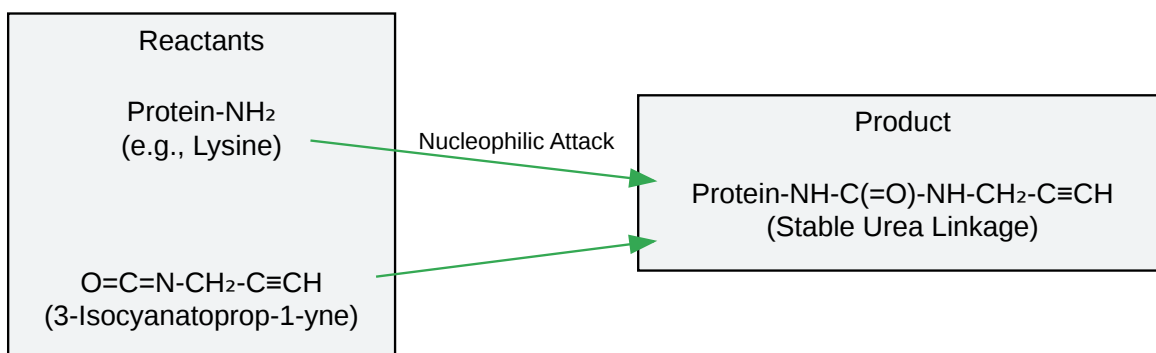 Reactants
Protein-NH₂
(e.g., Lysine)
O=C=N-CH₂-C≡CH
(3-Isocyanatoprop-1-yne)
Nucleophilic Attack
Product
Protein-NH-C(=O)-NH-CH₂-C≡CH
(Stable Urea Linkage)